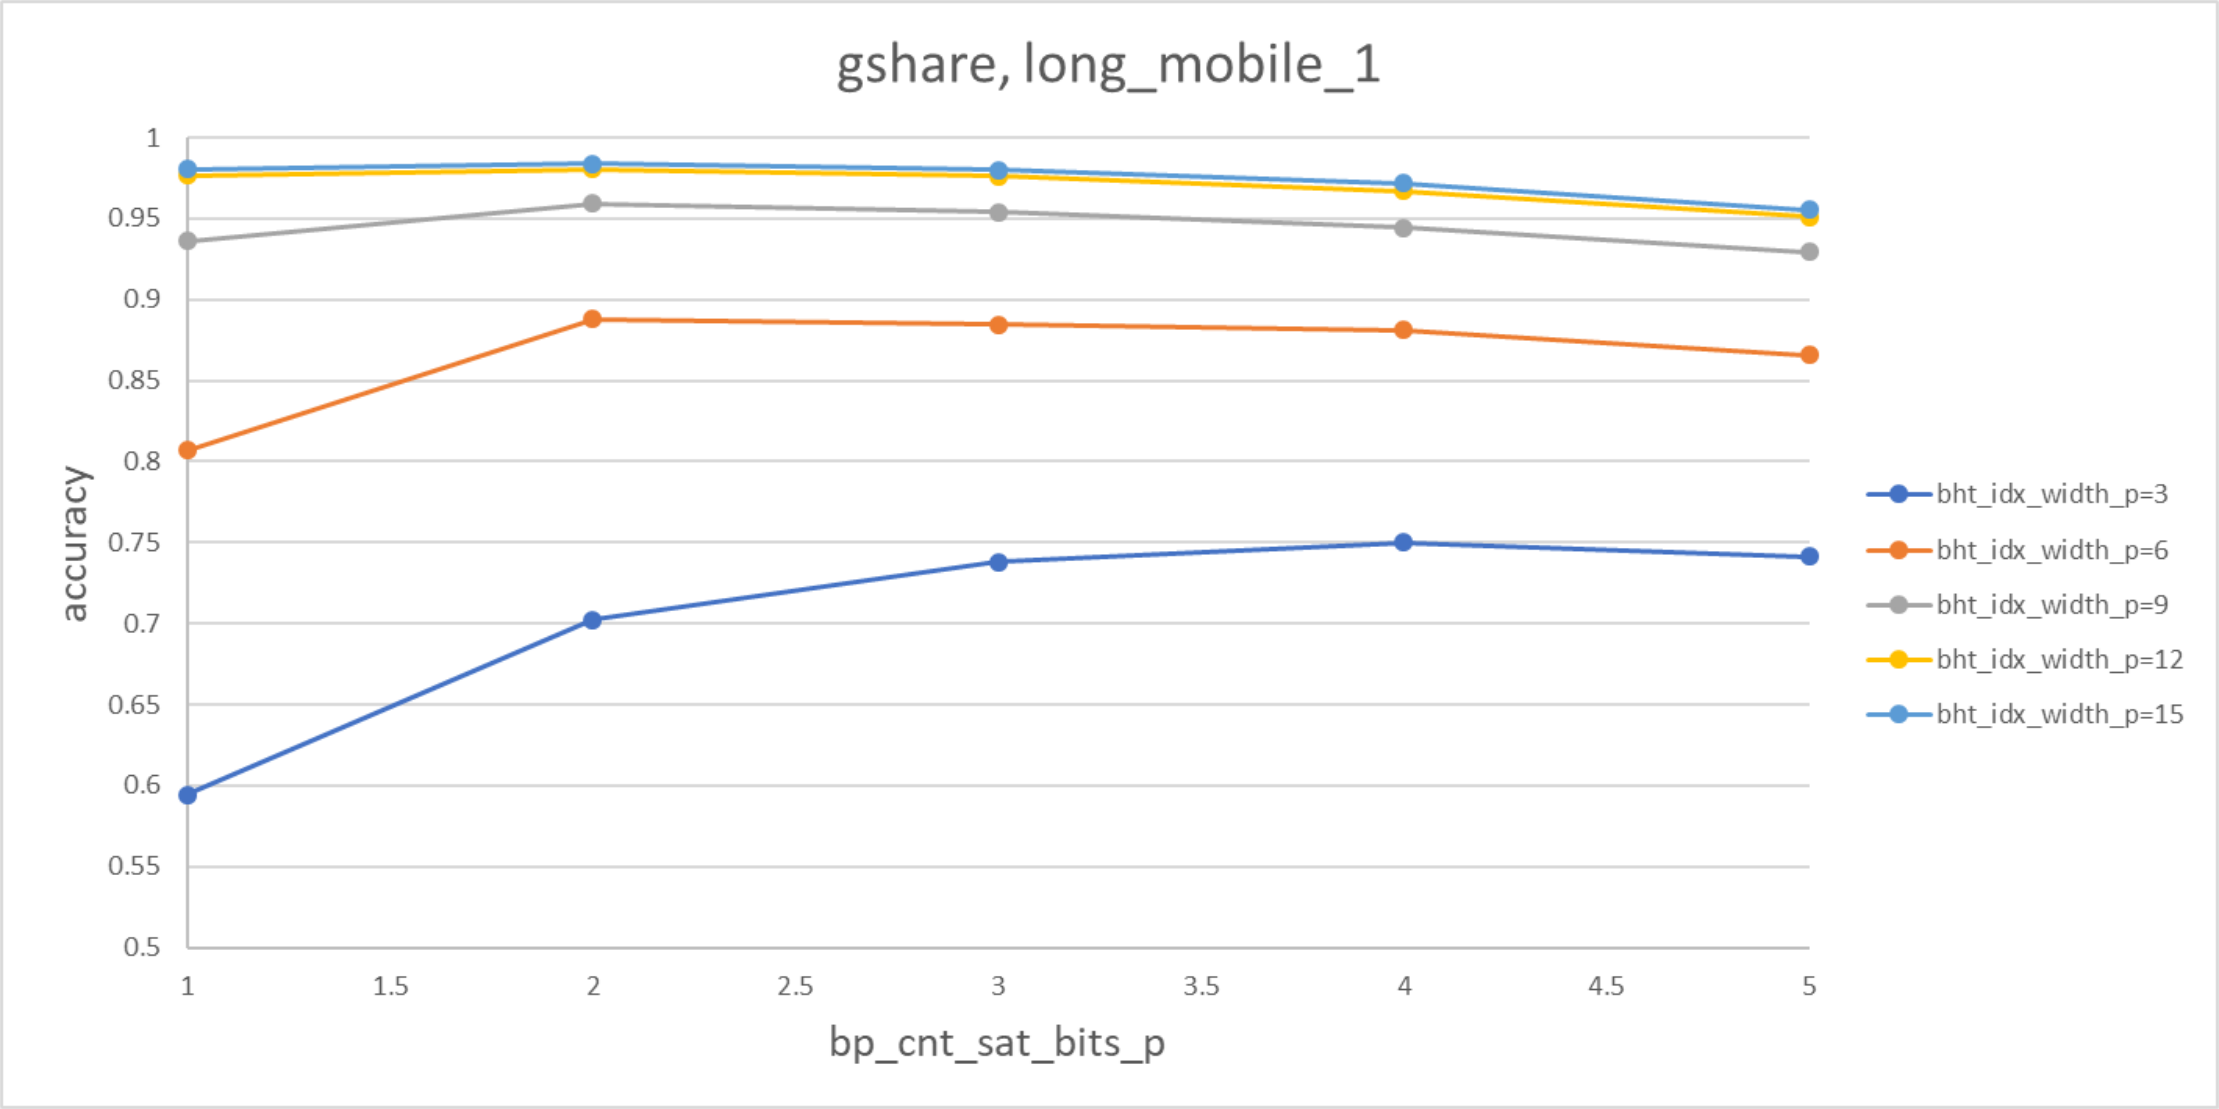 gshare, long_mobile_1
1
0.95
0.9
0.85
0.8
0.75
0.7
0.65
0.6
0.55
0.5
accuracy
1 1.5 2 2.5 3 3.5 4 4.5 5
bp_cnt_sat_bits_p
bht_idx_width_p=3
bht_idx_width_p=6
bht_idx_width_p=9
bht_idx_width_p=12
bht_idx_width_p=15